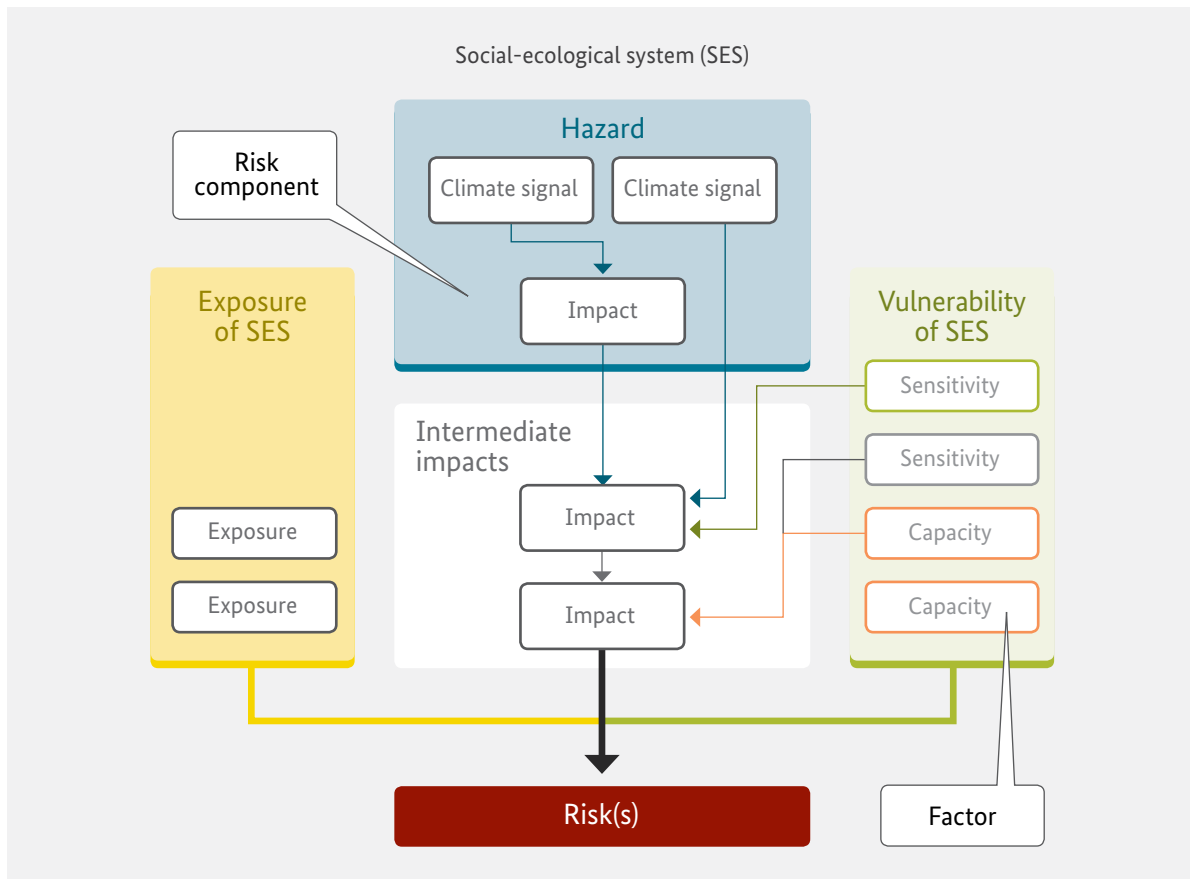 Social-ecological system (SES)
Hazard
Risk
component
Climate signal
Climate signal
Impact
Exposure
of SES
Vulnerability
of SES
Sensitivity
Intermediate
impacts
Sensitivity
Impact
Exposure
Capacity
Impact
Exposure
Capacity
Risk(s)
Factor